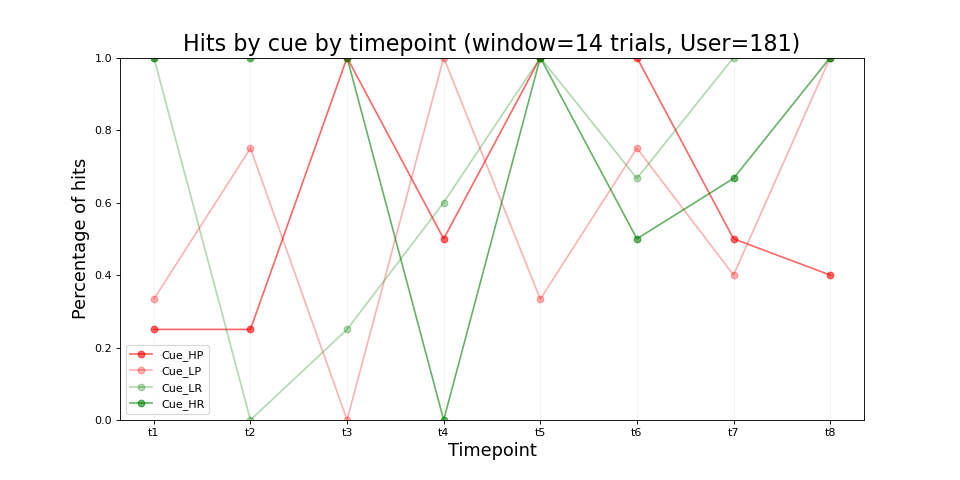 Hits by cue by timepoint (window=14 trials, User=181)
Percentage of hits
1.0
0.8
0.6
0.4
0.2
0.0
Cue_HP
Cue_LP
Cue_LR
Cue_HR
t1 t2 t3 t4 t5 t6 t7 t8
Timepoint